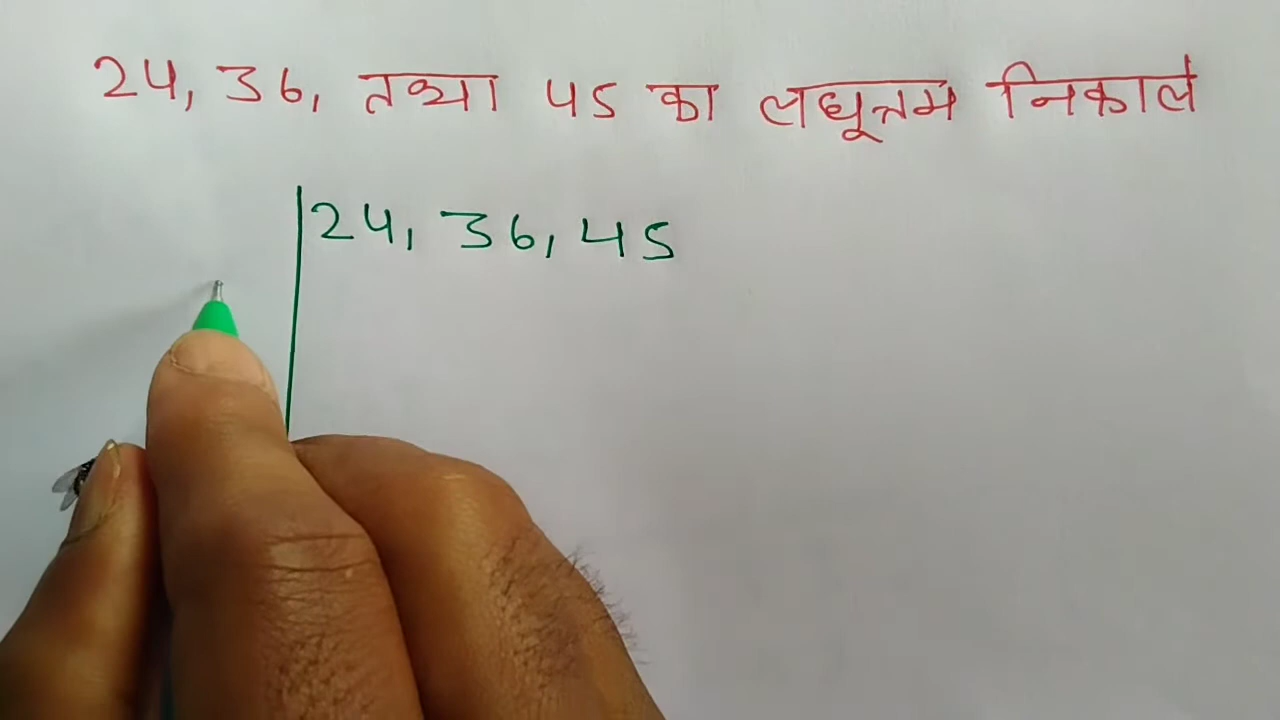 24, 36, तथा 45 का लघूत्तम निकाले
24, 36, 45